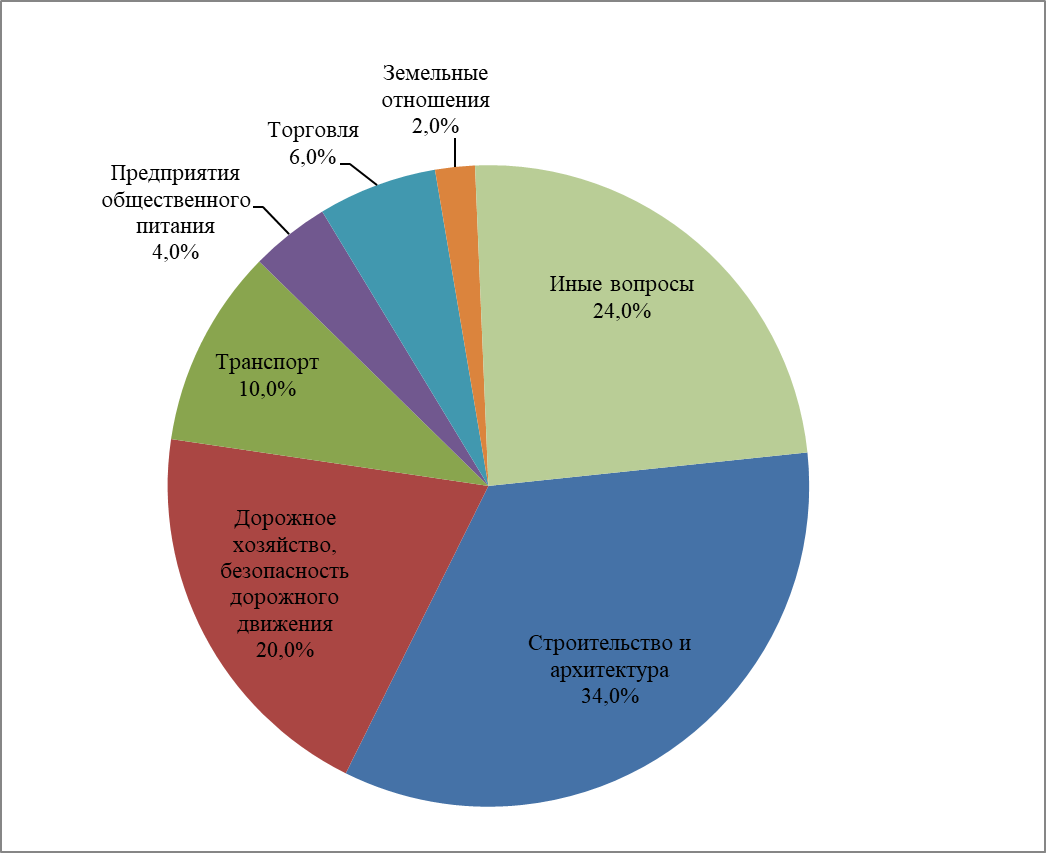 Земельные
отношения
2,0%
Торговля
6,0%
Предприятия
общественного
питания
4,0%
Иные вопросы
24,0%
Транспорт
10,0%
Дорожное
хозяйство,
безопасность
дорожного
движения
20,0%
Строительство и
архитектура
34,0%